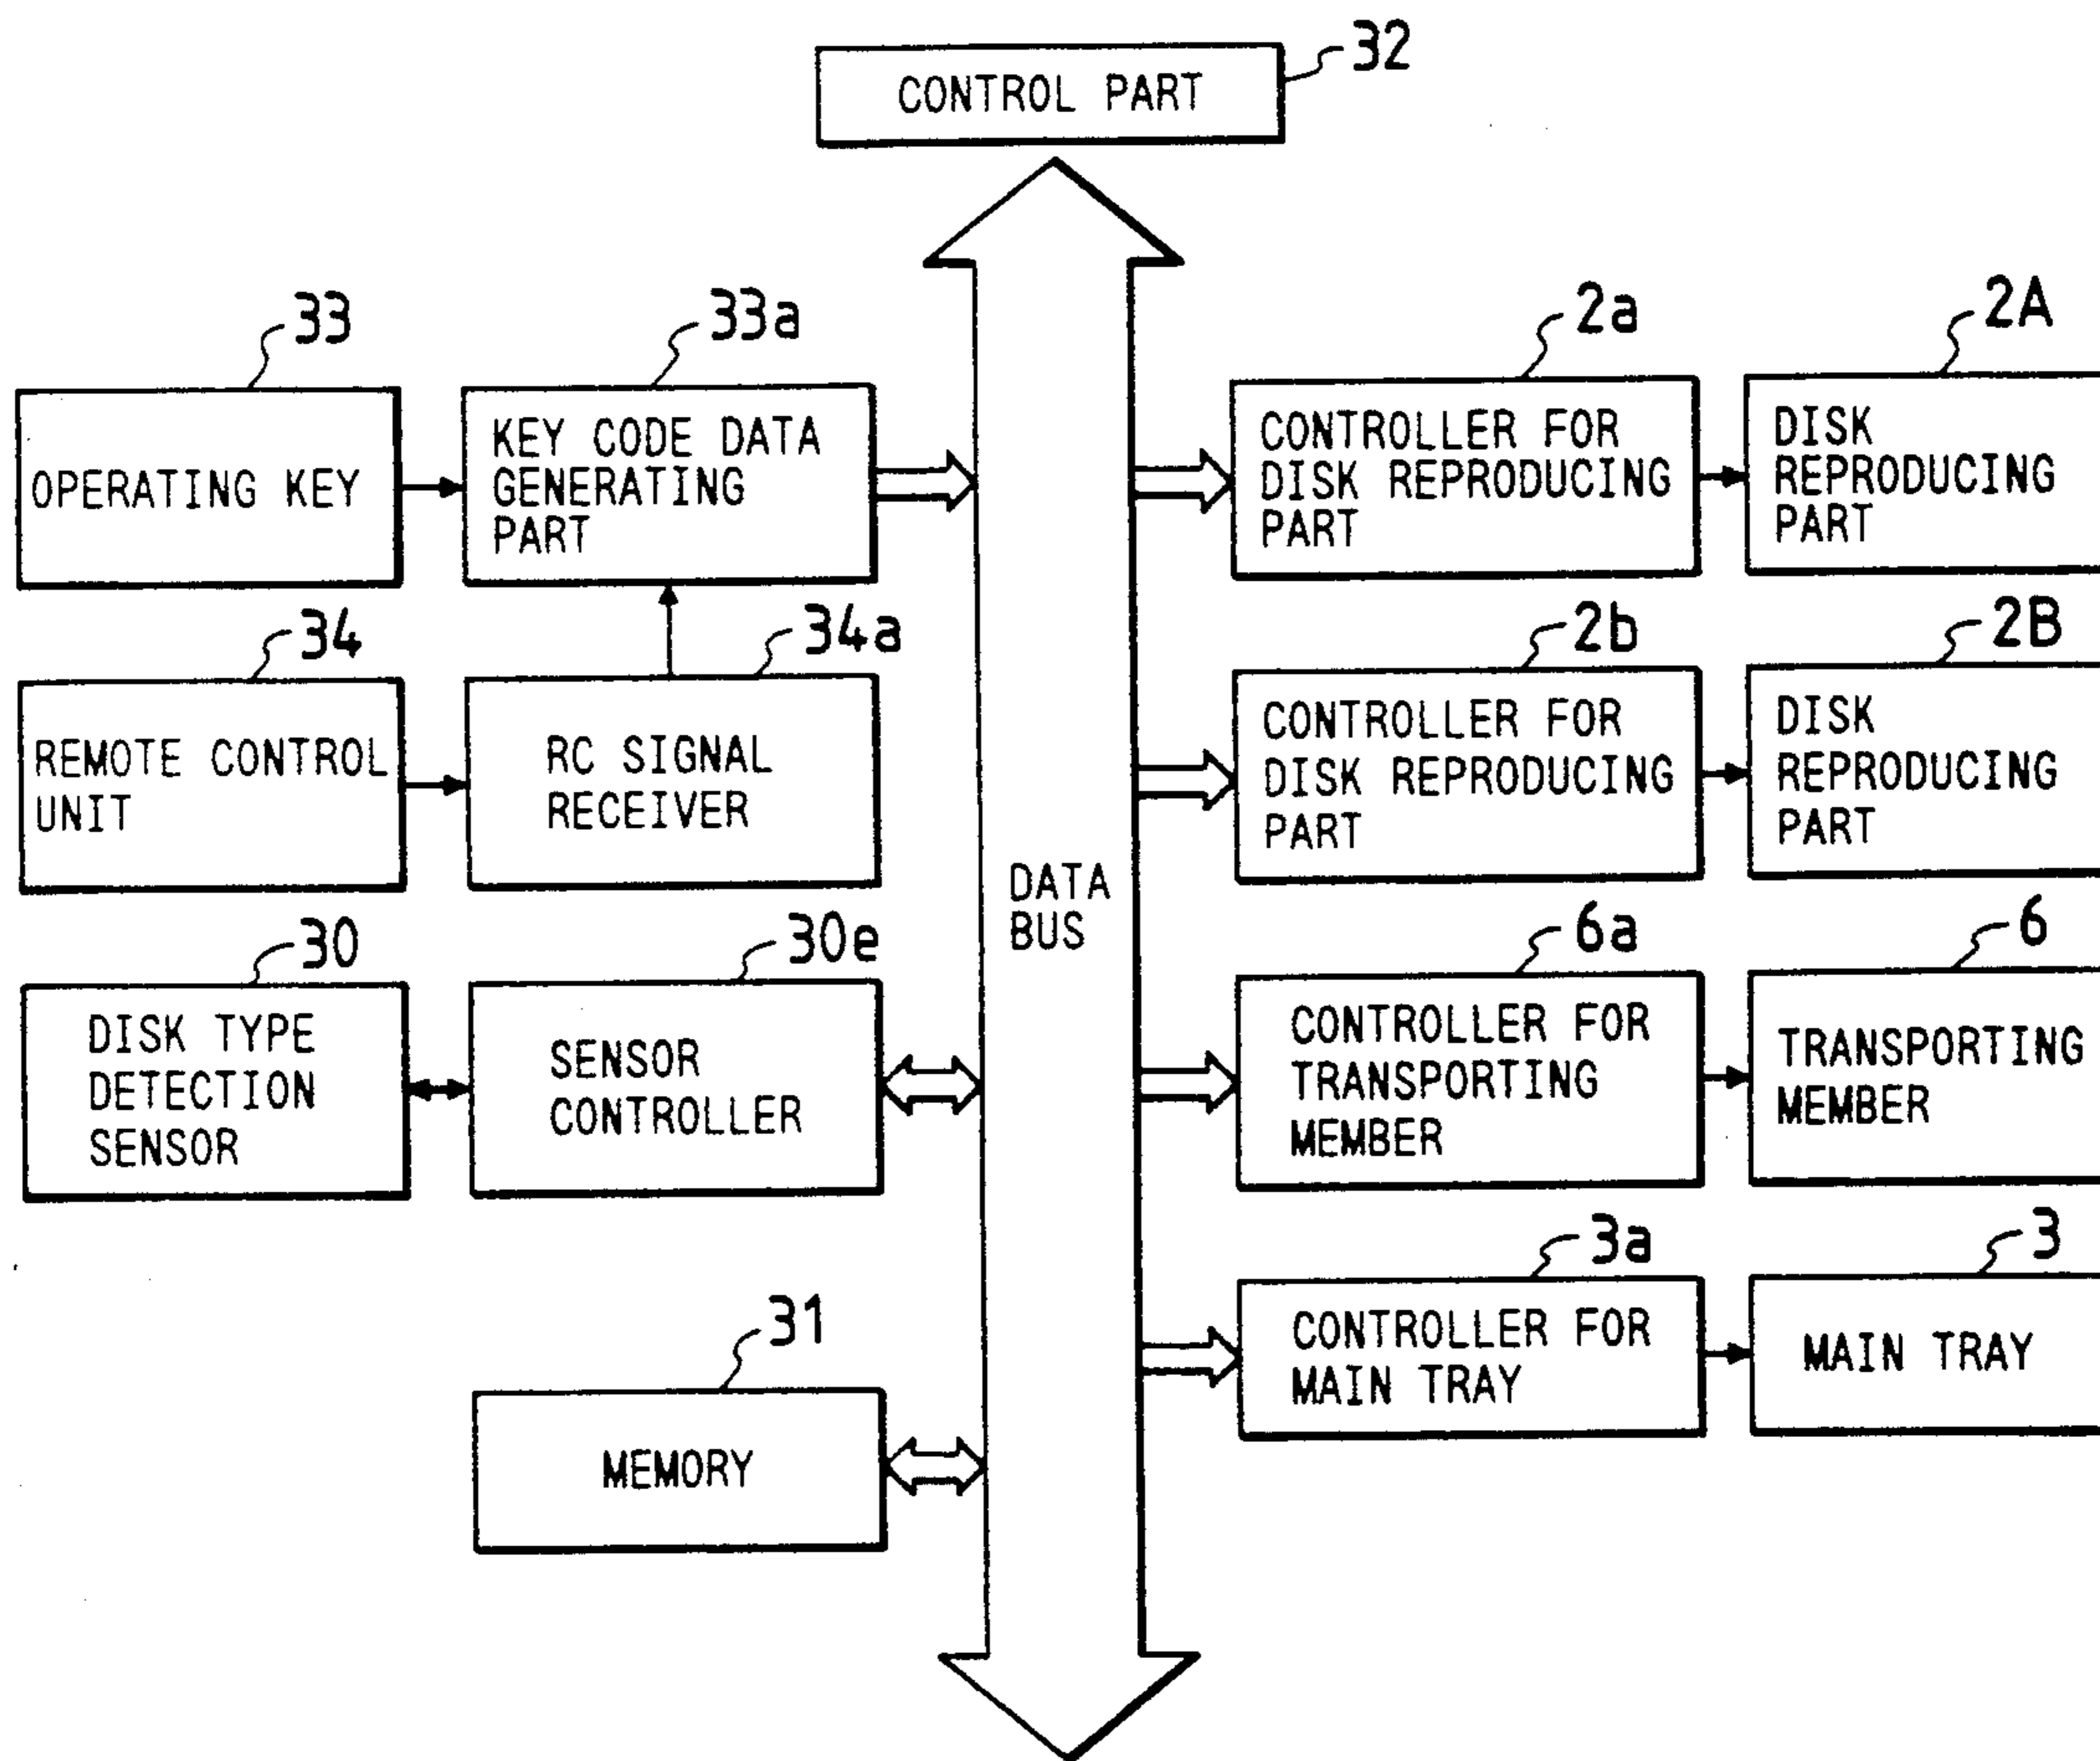 32
CONTROL PART
33
33a
2a
2A
OPERATING KEY
KEY CODE DATA
GENERATING
PART
CONTROLLER FOR
DISK REPRODUCING
PART
DISK
REPRODUCING
PART
34
34a
2b
2B
REMOTE CONTROL
UNIT
RC SIGNAL
RECEIVER
CONTROLLER FOR
DISK REPRODUCING
PART
DISK
REPRODUCING
PART
DATA
BUS
30
30e
6a
6
DISK TYPE
DETECTION
SENSOR
SENSOR
CONTROLLER
CONTROLLER FOR
TRANSPORTING
MEMBER
TRANSPORTING
MEMBER
31
3a
3
MEMORY
CONTROLLER FOR
MAIN TRAY
MAIN TRAY